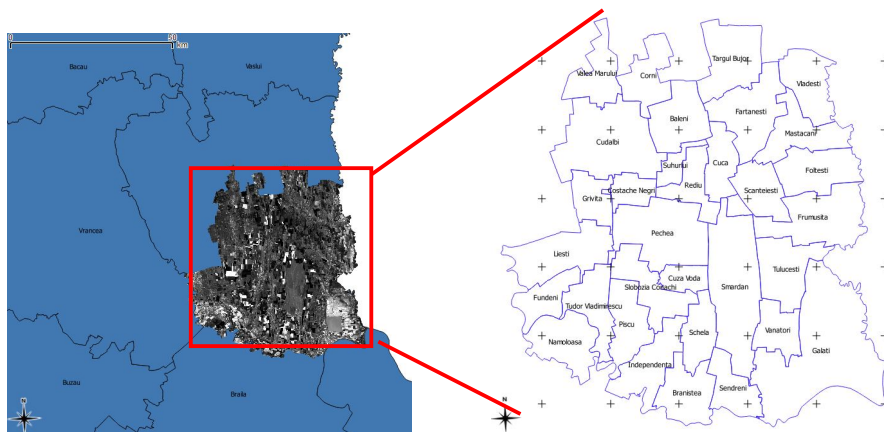 0 50
km
Bacau
Vaslui
Vrancea
Buzau
Braila
N
Targul Bujor
Valea Marului
Corni
Vladesti
Fartanesti
Baleni
Mastacani
Cudalbi
Suhurlui
Cuca
Foltesti
Rediu
Costache Negri
Scanteiesti
Grivita
Frumusita
Pechea
Liesti
Tulucesti
Cuza Voda
Smardan
Slobozia Conachi
Fundeni
Tudor Vladimirescu
Piscu
Schela
Vanatori
Namoloasa
Galati
Independenta
Sendreni
Branistea
N